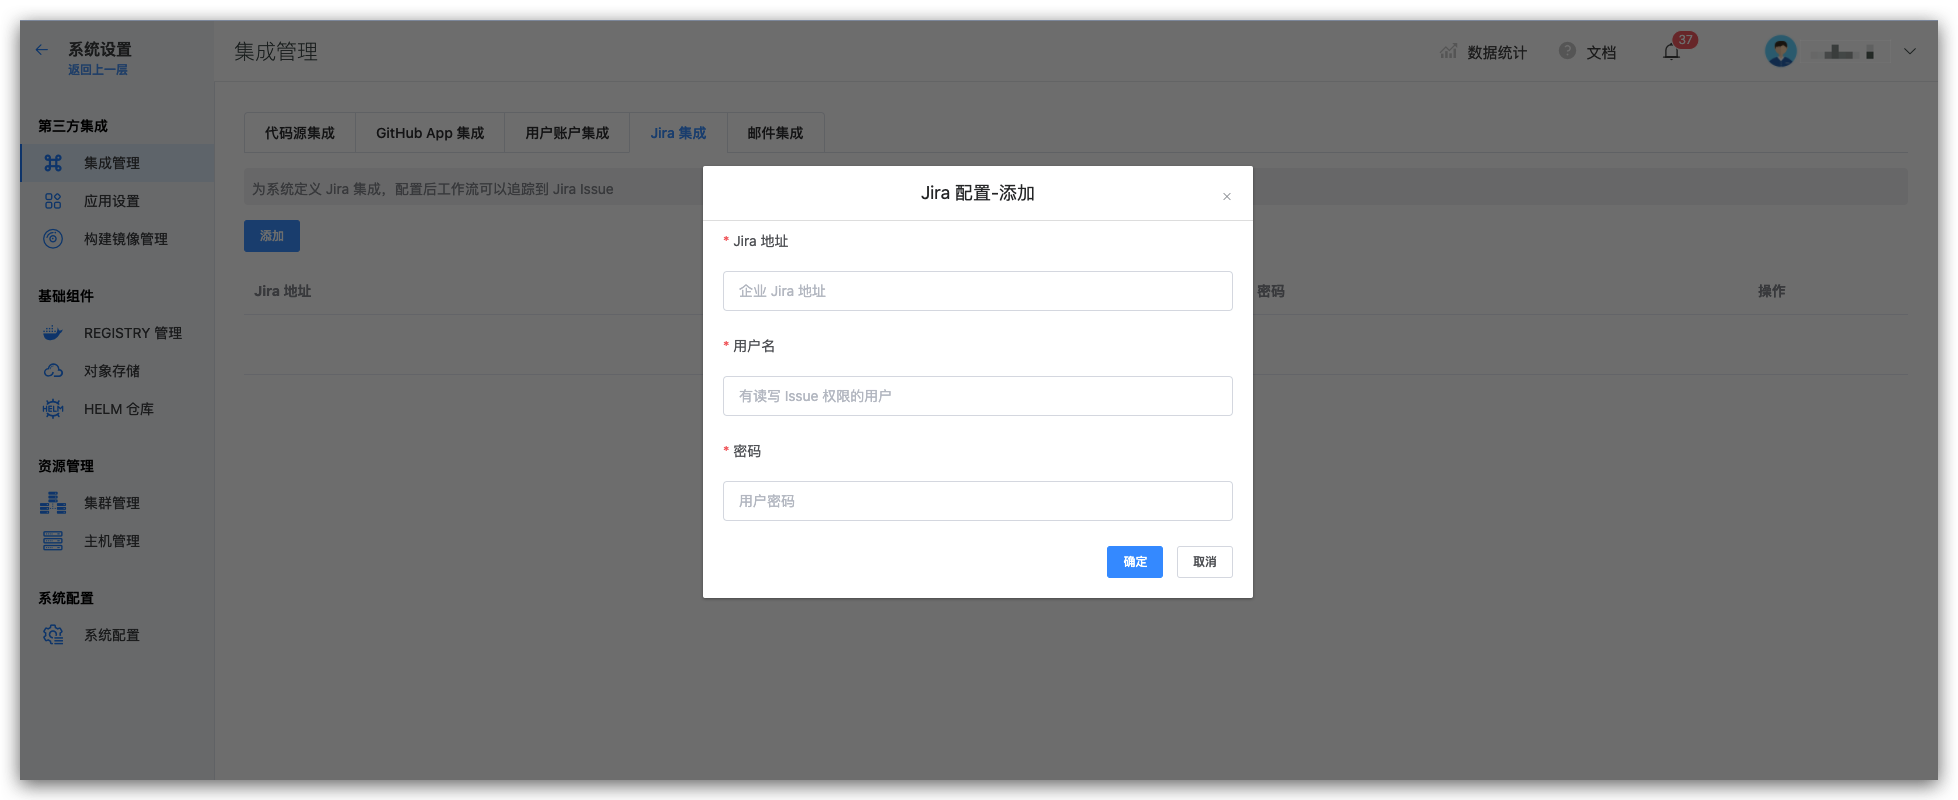 系统设置
返回上一层
第三方集成
集成管理
应用设置
构建镜像管理
基础组件
REGISTRY 管理
对象存储
HELM
HELM 仓库
资源管理
集群管理
主机管理
系统配置
系统配置
集成管理
数据统计
? 文档
37
代码源集成
GitHub App 集成
用户账户集成
Jira 集成
邮件集成
为系统定义 Jira 集成，配置后工作流可以追踪到 Jira Issue
添加
Jira 地址
密码
操作
Jira 配置-添加
×
* Jira 地址
企业 Jira 地址
* 用户名
有读写 Issue 权限的用户
* 密码
用户密码
确定
取消